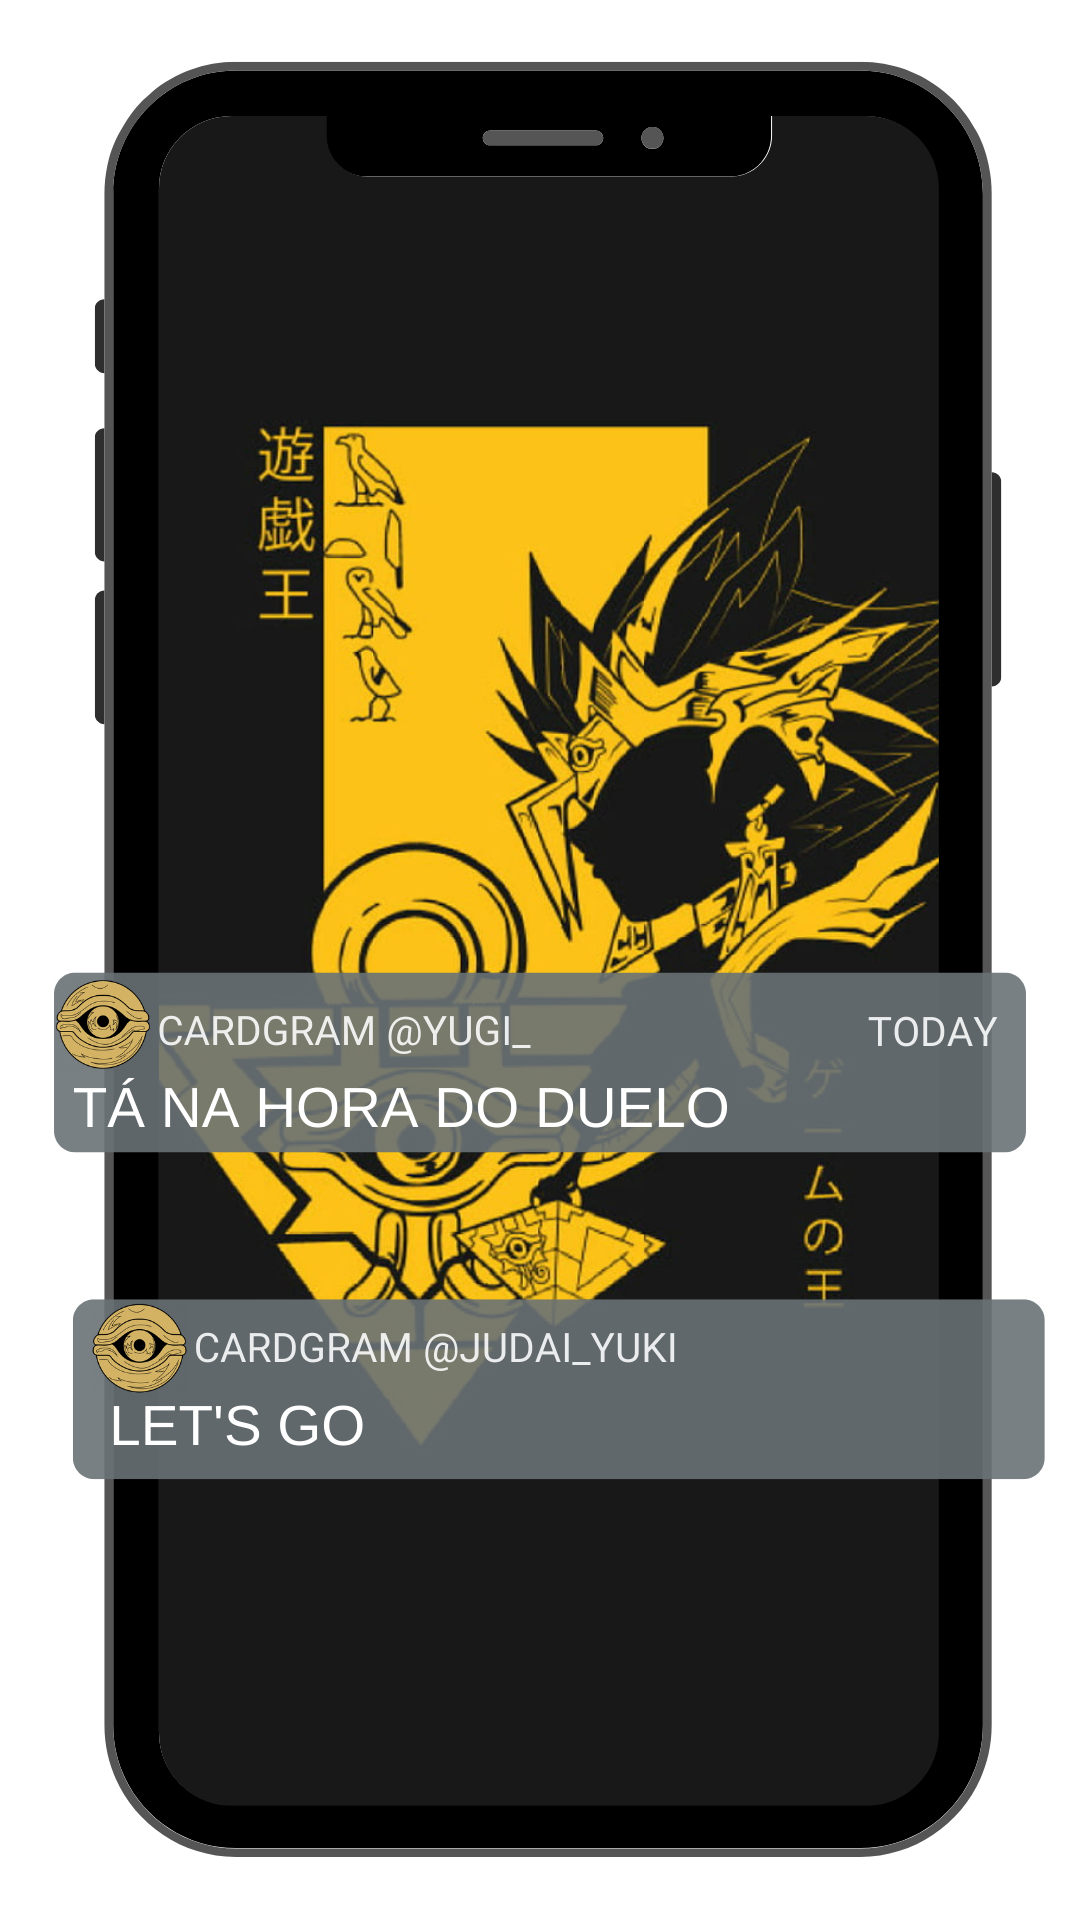 遊戯王
CARDGRAM @YUGI_
TODAY
TÁ NA HORA DO DUELO
ゲームの王
CARDGRAM @JUDAI_YUKI
LET'S GO